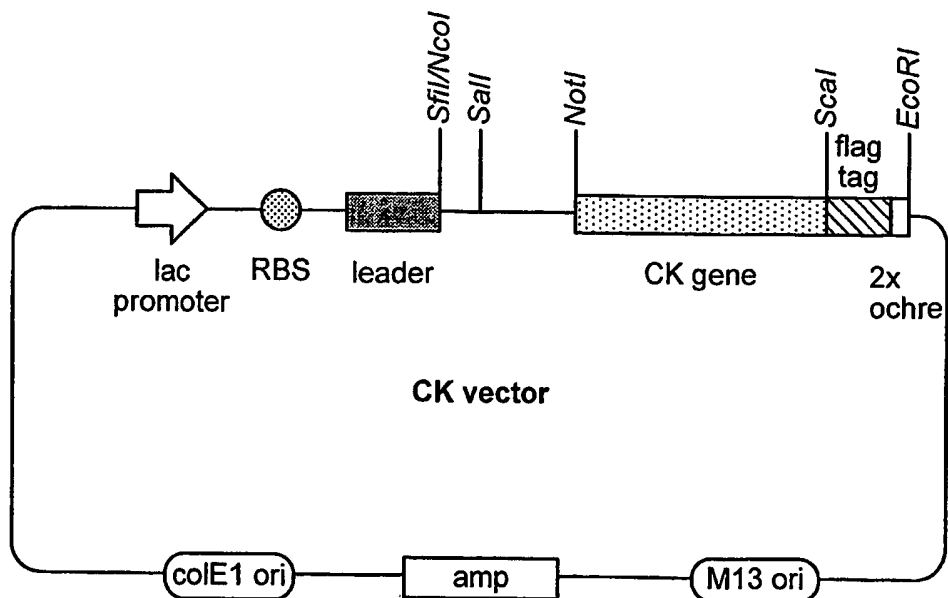 SfiI/NcoI
SalI
NotI
ScaI
EcoRI
flag
tag
lac
promoter
RBS
leader
CK gene
2x
ochre
CK vector
colE1 ori
amp
M13 ori